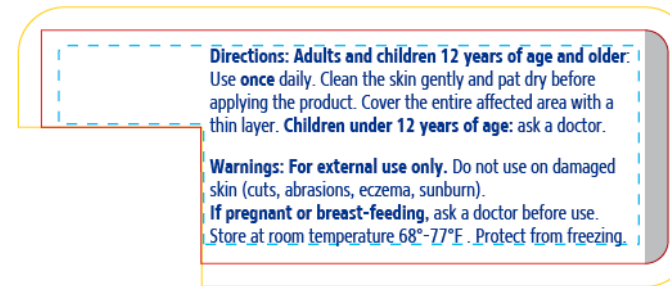 Directions: Adults and children 12 years of age and older:
Use once daily. Clean the skin gently and pat dry before
applying the product. Cover the entire affected area with a
thin layer. Children under 12 years of age: ask a doctor.
Warnings: For external use only. Do not use on damaged
skin (cuts, abrasions, eczema, sunburn).
If pregnant or breast-feeding, ask a doctor before use.
Store at room temperature 68°-77°F . Protect from freezing.